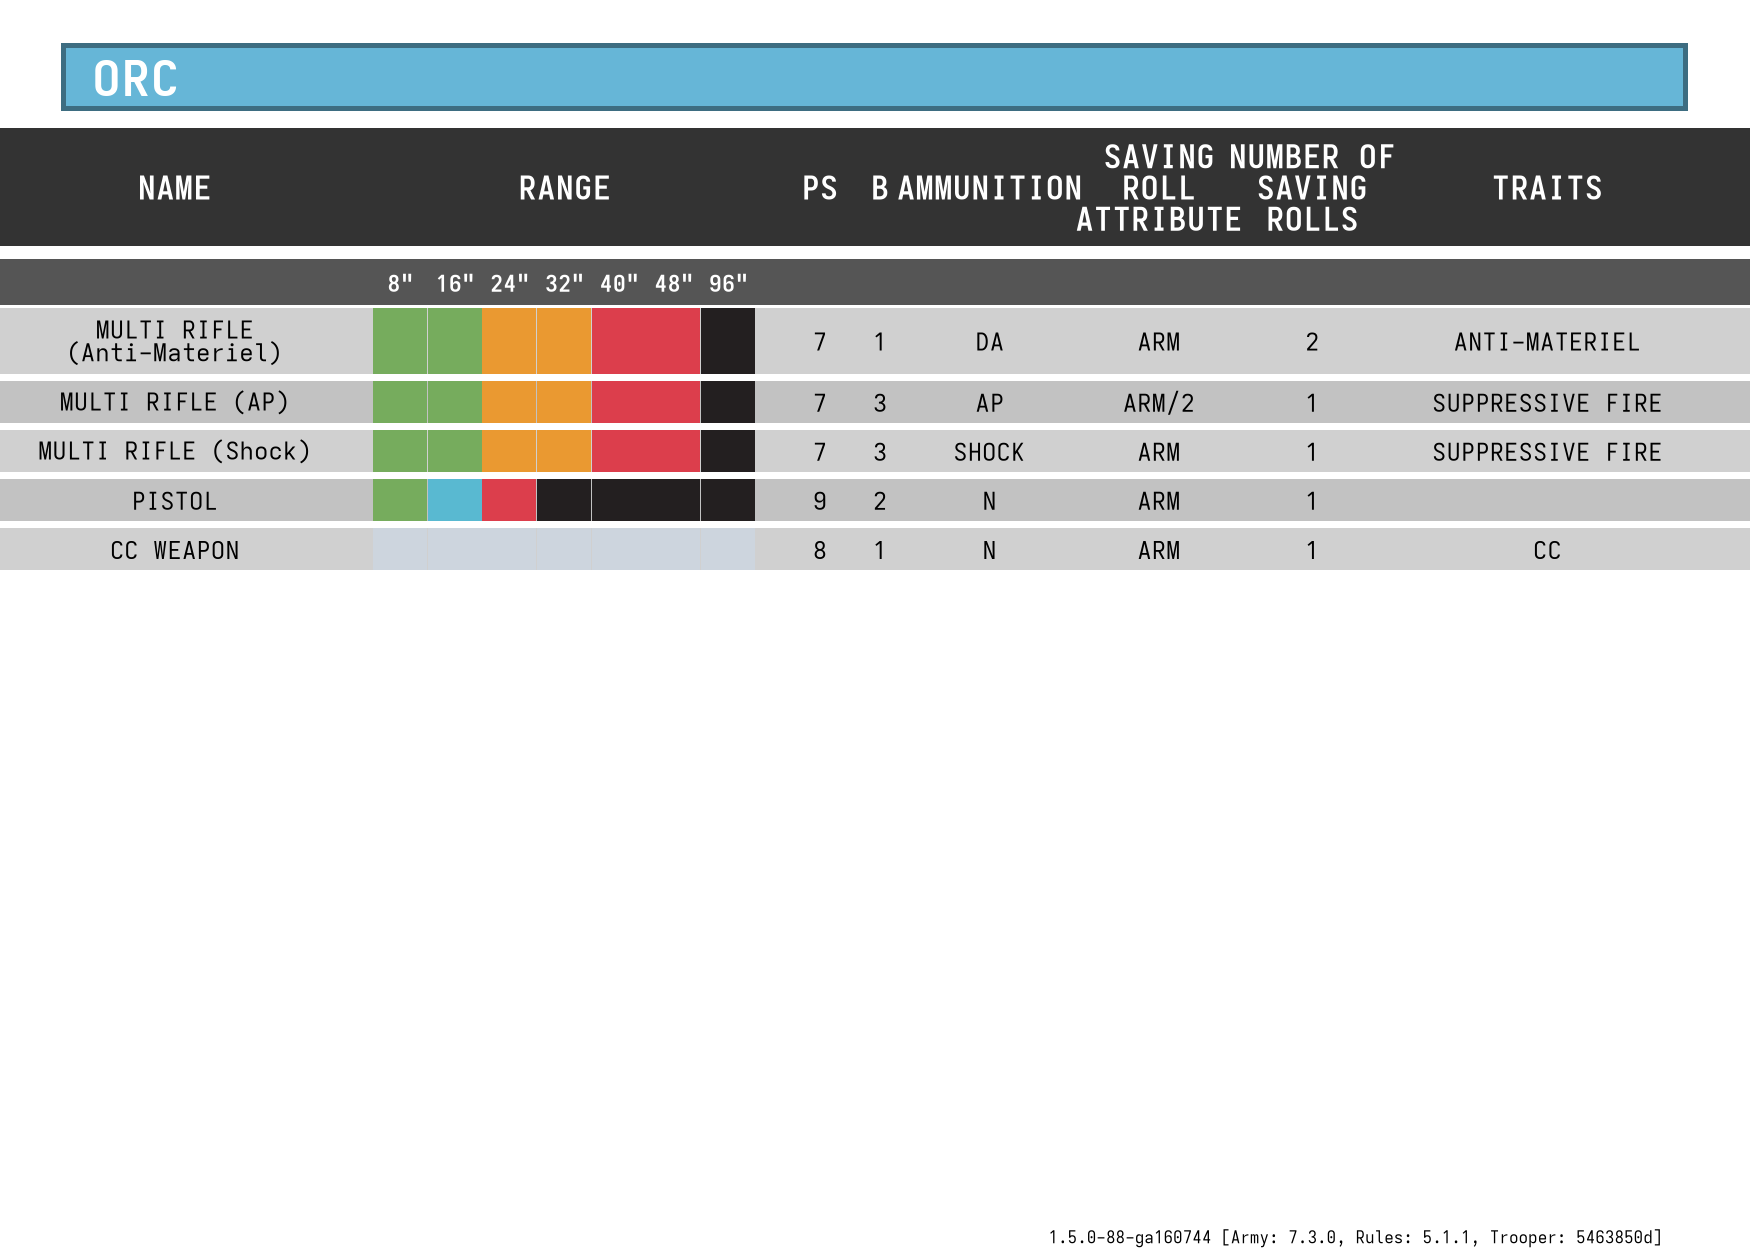 ORC
NAME RANGE PS B AMMUNITION SAVING ROLL ATTRIBUTE NUMBER OF SAVING ROLLS TRAITS
8" 16" 24" 32" 40" 48" 96"
MULTI RIFLE
(Anti-Materiel) 7 1 DA ARM 2 ANTI-MATERIEL
MULTI RIFLE (AP) 7 3 AP ARM/2 1 SUPPRESSIVE FIRE
MULTI RIFLE (Shock) 7 3 SHOCK ARM 1 SUPPRESSIVE FIRE
PISTOL 9 2 N ARM 1
CC WEAPON 8 1 N ARM 1 CC
1.5.0-88-ga160744 [Army: 7.3.0, Rules: 5.1.1, Trooper: 5463850d]